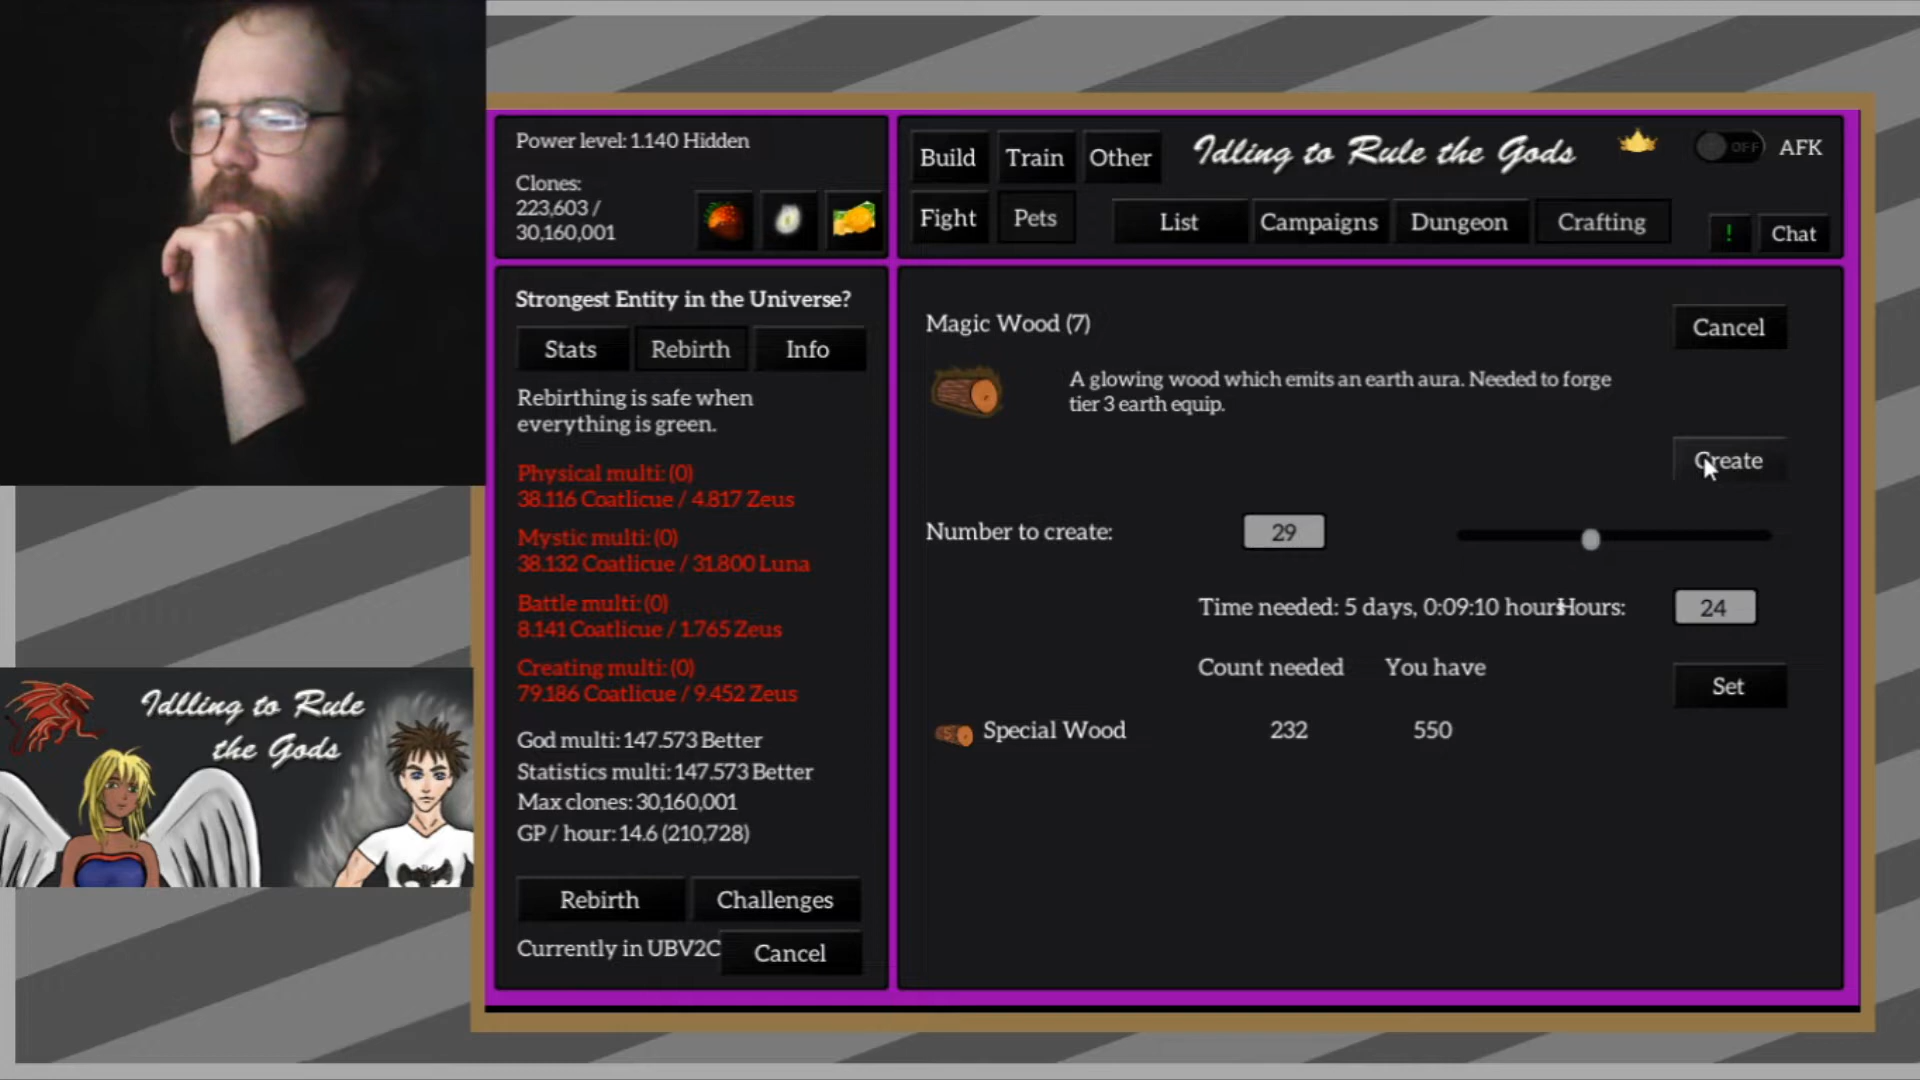 Power level: 1.140 Hidden
Clones:
223,603 /
30,160,001
Build
Train
Other
Idling to Rule the Gods
OFF
AFK
Fight
Pets
List
Campaigns
Dungeon
Crafting
!
Chat
Strongest Entity in the Universe?
Stats
Rebirth
Info
Rebirthing is safe when
everything is green.
Physical multi: (0)
38.116 Coatlicue / 4.817 Zeus
Mystic multi: (0)
38.132 Coatlicue / 31.800 Luna
Battle multi: (0)
8.141 Coatlicue / 1.765 Zeus
Creating multi: (0)
79.186 Coatlicue / 9.452 Zeus
God multi: 147.573 Better
Statistics multi: 147.573 Better
Max clones: 30,160,001
GP / hour: 14.6 (210,728)
Rebirth
Challenges
Currently in UBV2C
Cancel
Magic Wood (7)
Cancel
A glowing wood which emits an earth aura. Needed to forge
tier 3 earth equip.
Create
Number to create:
29
Time needed: 5 days, 0:09:10 hours
Hours:
24
Count needed
You have
Set
Special Wood
232
550
Idlling to Rule
the Gods